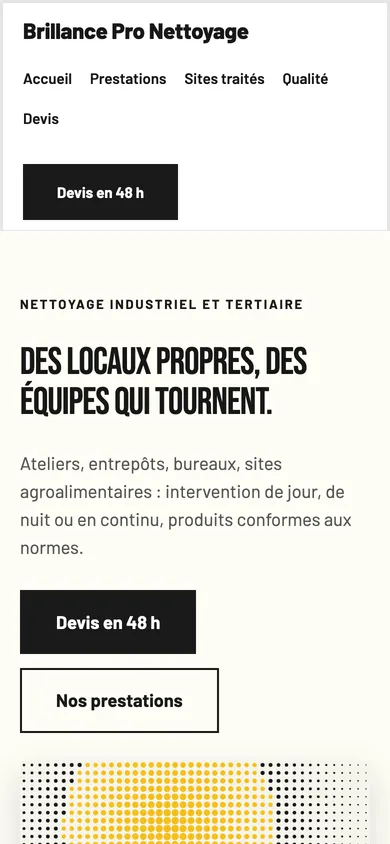 Brillance Pro Nettoyage
Accueil Prestations Sites traités Qualité
Devis
Devis en 48 h
NETTOYAGE INDUSTRIEL ET TERTIAIRE
DES LOCAUX PROPRES, DES
ÉQUIPES QUI TOURNENT.
Ateliers, entrepôts, bureaux, sites
agroalimentaires : intervention de jour, de
nuit ou en continu, produits conformes aux
normes.
Devis en 48 h
Nos prestations